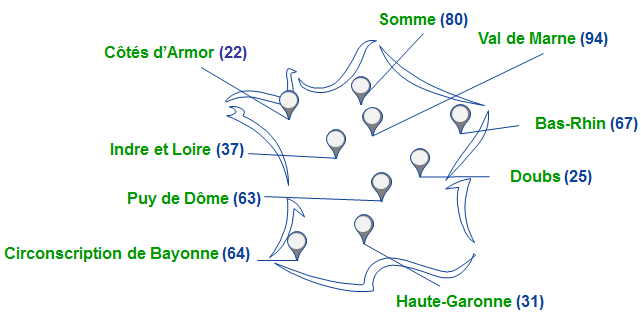 Somme (80)
Val de Marne (94)
Côtés d'Armor (22)
Bas-Rhin (67)
Indre et Loire (37)
Doubs (25)
Puy de Dôme (63)
Circonscription de Bayonne (64)
Haute-Garonne (31)